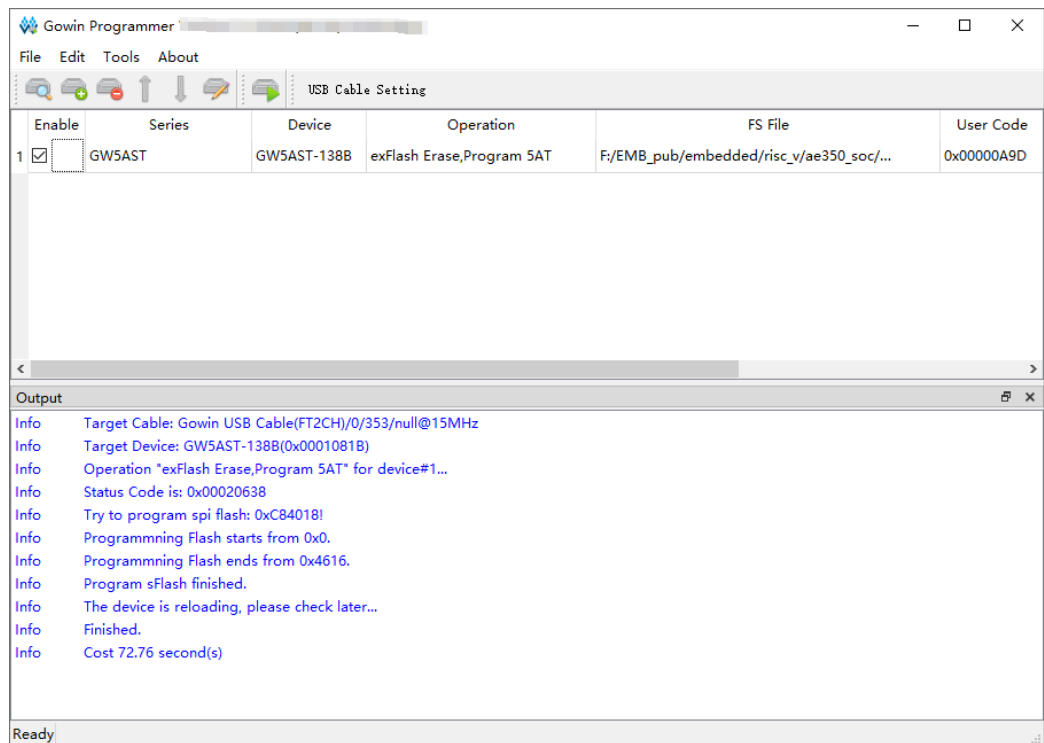 Gowin Programmer
File Edit Tools About
USB Cable Setting
Enable Series Device Operation FS File User Code
1 GW5AST GW5AST-138B exFlash Erase,Program 5AT F:/EMB_pub/embedded/risc_v/ae350_soc/... 0x00000A9D
Output
Info Target Cable: Gowin USB Cable(FT2CH)/0/353/null@15MHz
Info Target Device: GW5AST-138B(0x0001081B)
Info Operation "exFlash Erase,Program 5AT" for device#1...
Info Status Code is: 0x00020638
Info Try to program spi flash: 0xC84018!
Info Programmning Flash starts from 0x0.
Info Programmning Flash ends from 0x4616.
Info Program sFlash finished.
Info The device is reloading, please check later...
Info Finished.
Info Cost 72.76 second(s)
Ready